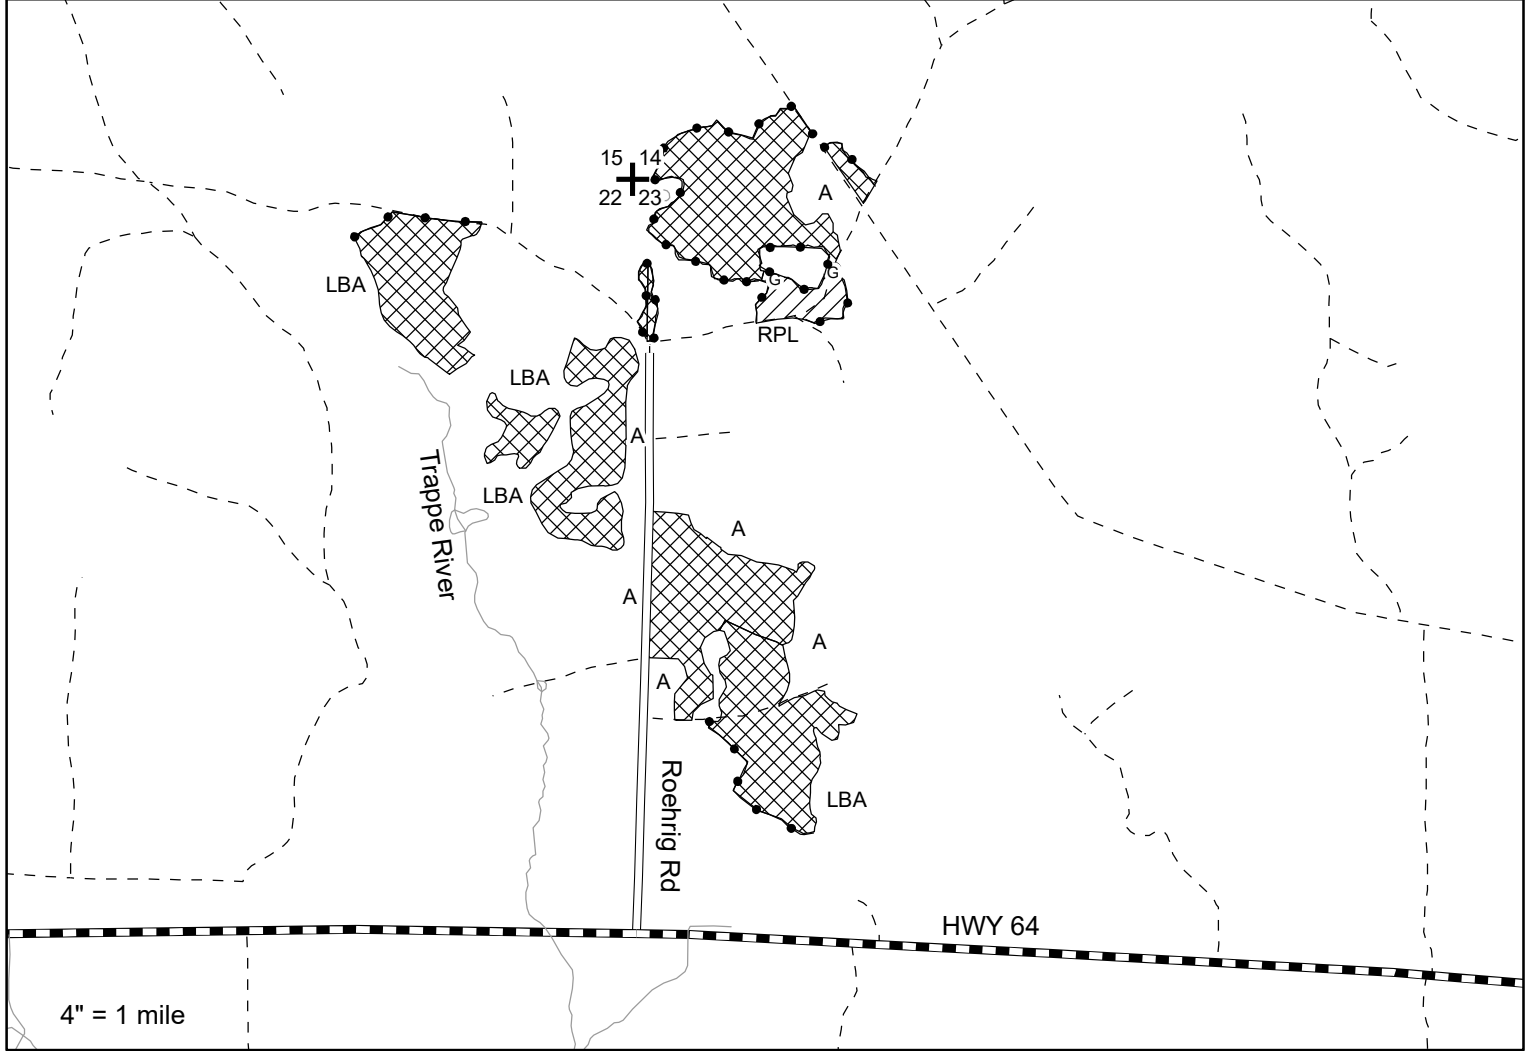 15 14
22 23
A
LBA
G
G
RPL
LBA
A
LBA
Trappe River
A
A
A
A
Roehrig Rd
LBA
HWY 64
4" = 1 mile